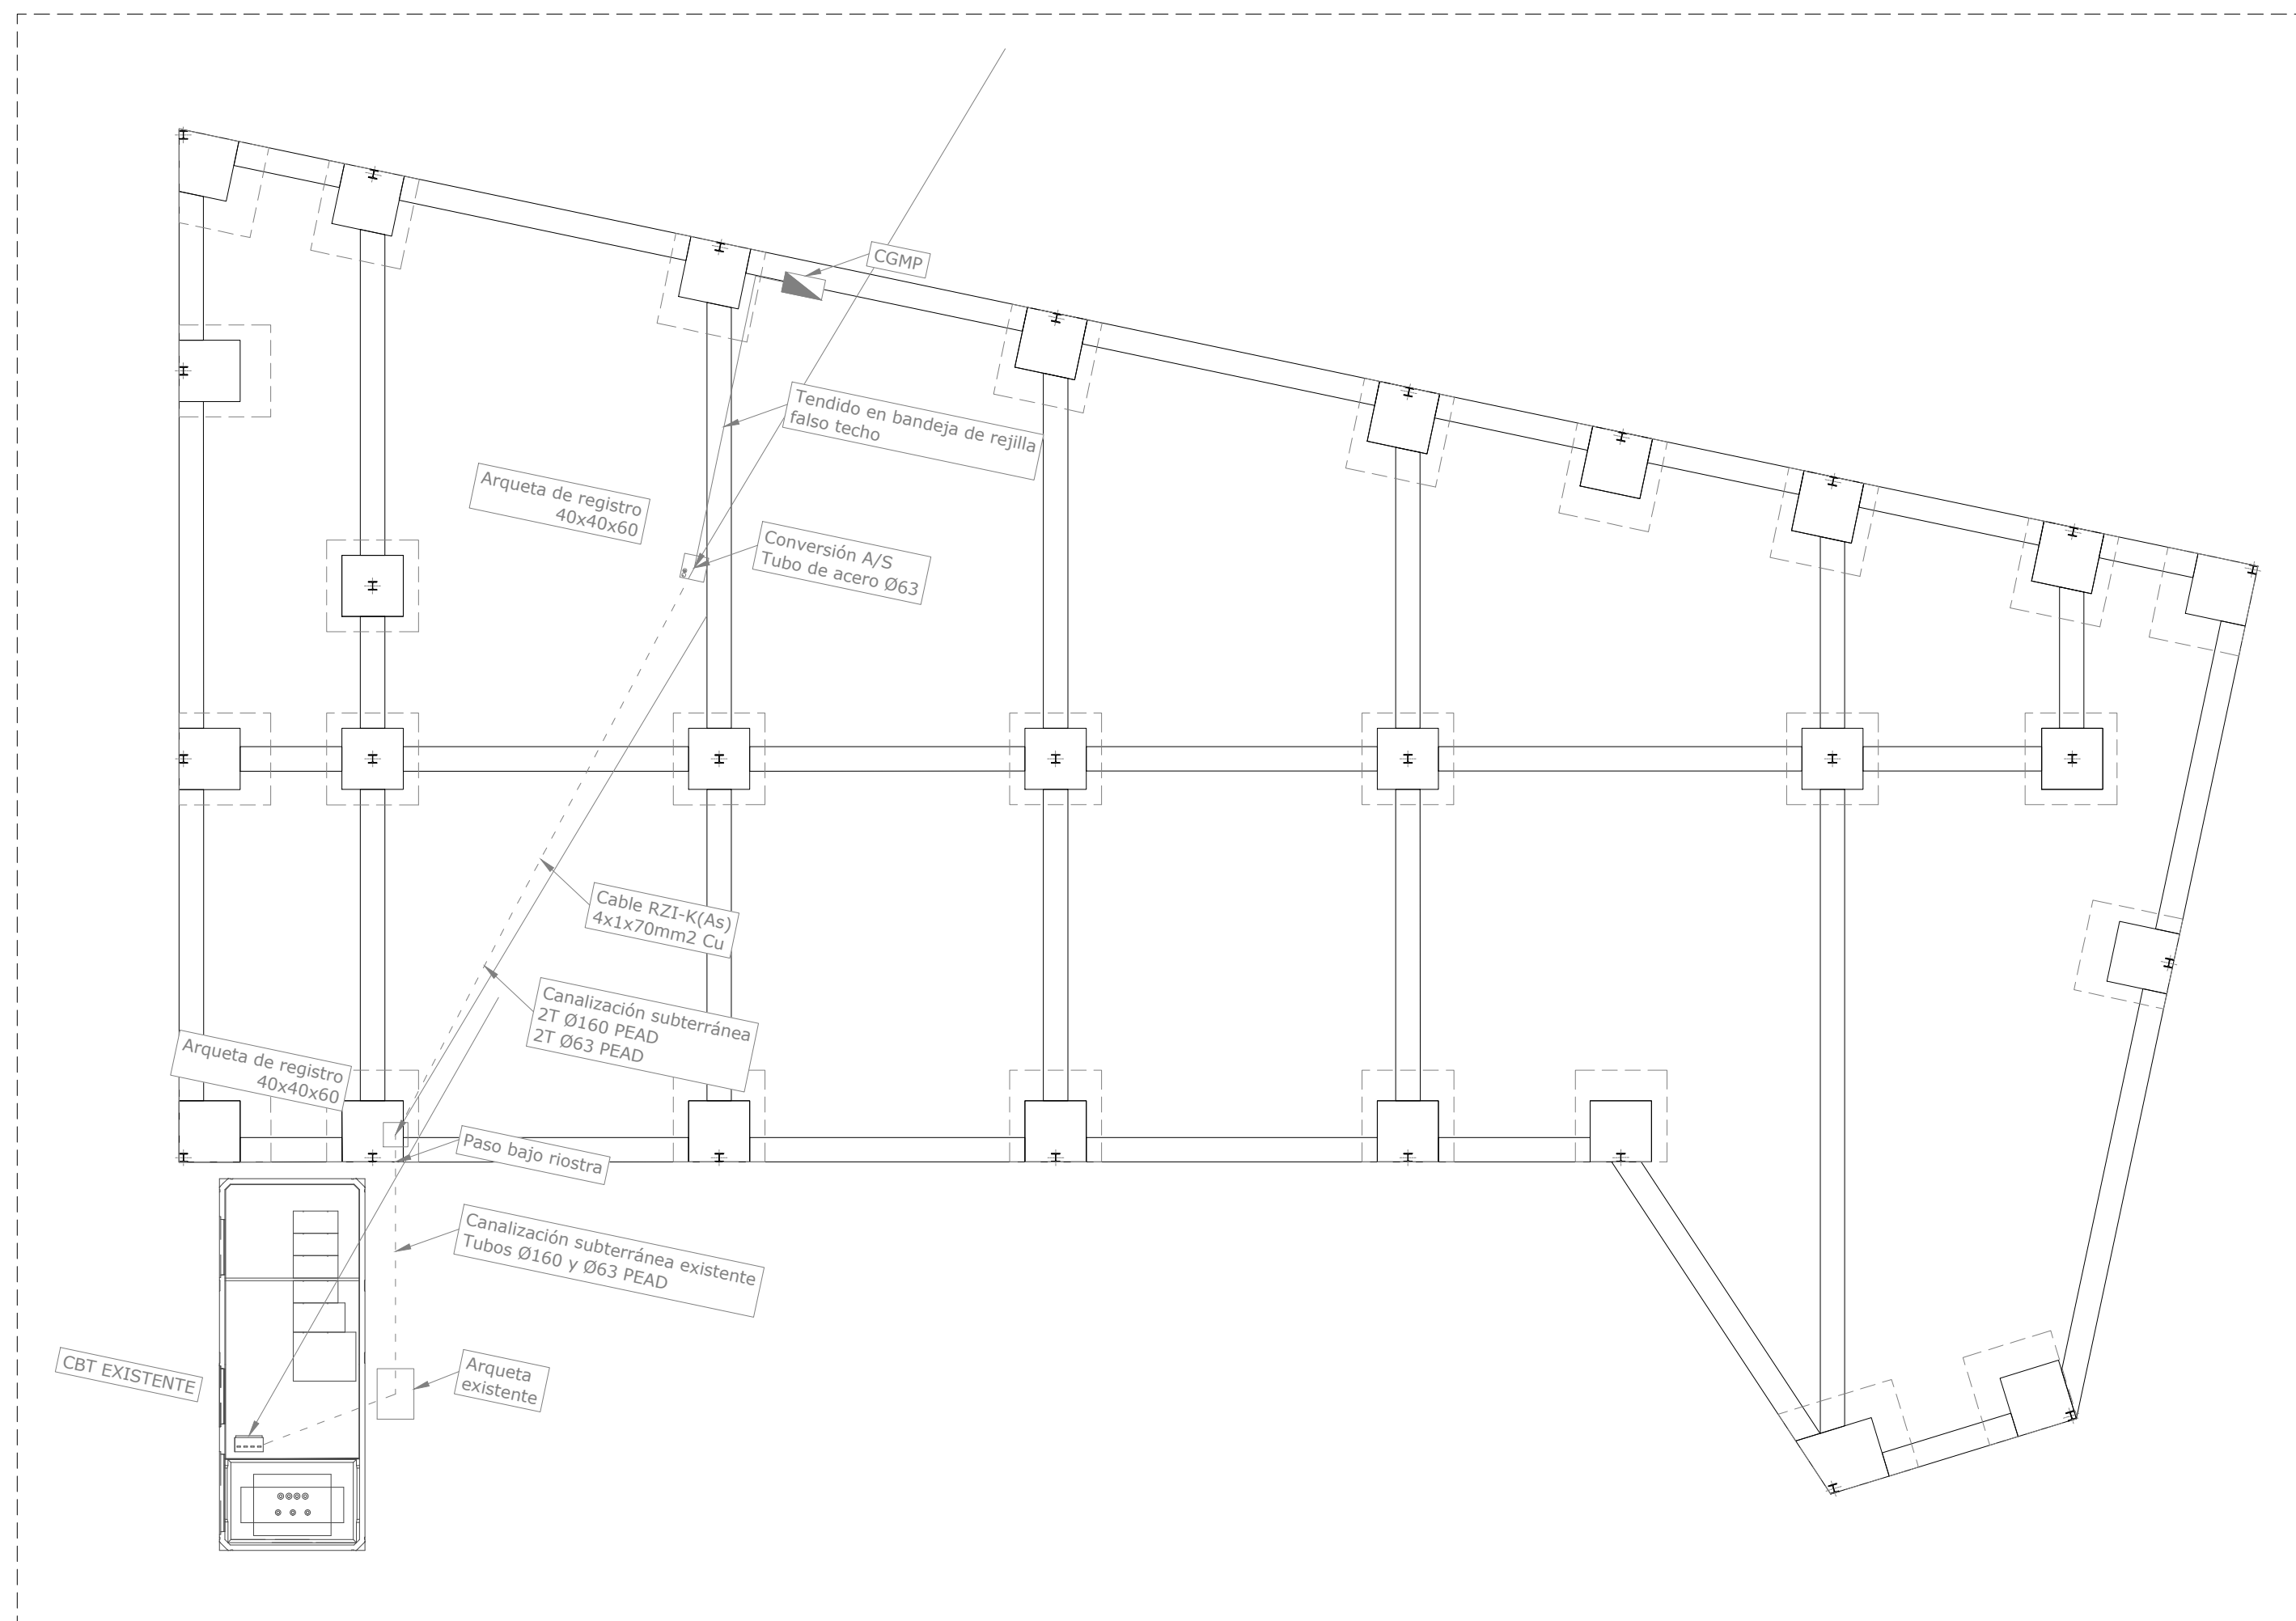 CGMP
Tendido en bandeja de rejilla
falso techo
Arqueta de registro
40x40x60
Conversión A/S
Tubo de acero Ø63
Cable RZI-K(As)
4x1x70mm2 Cu
Canalización subterránea
2T Ø160 PEAD
2T Ø63 PEAD
Arqueta de registro
40x40x60
Paso bajo riostra
Canalización subterránea existente
Tubos Ø160 y Ø63 PEAD
CBT EXISTENTE
Arqueta
existente